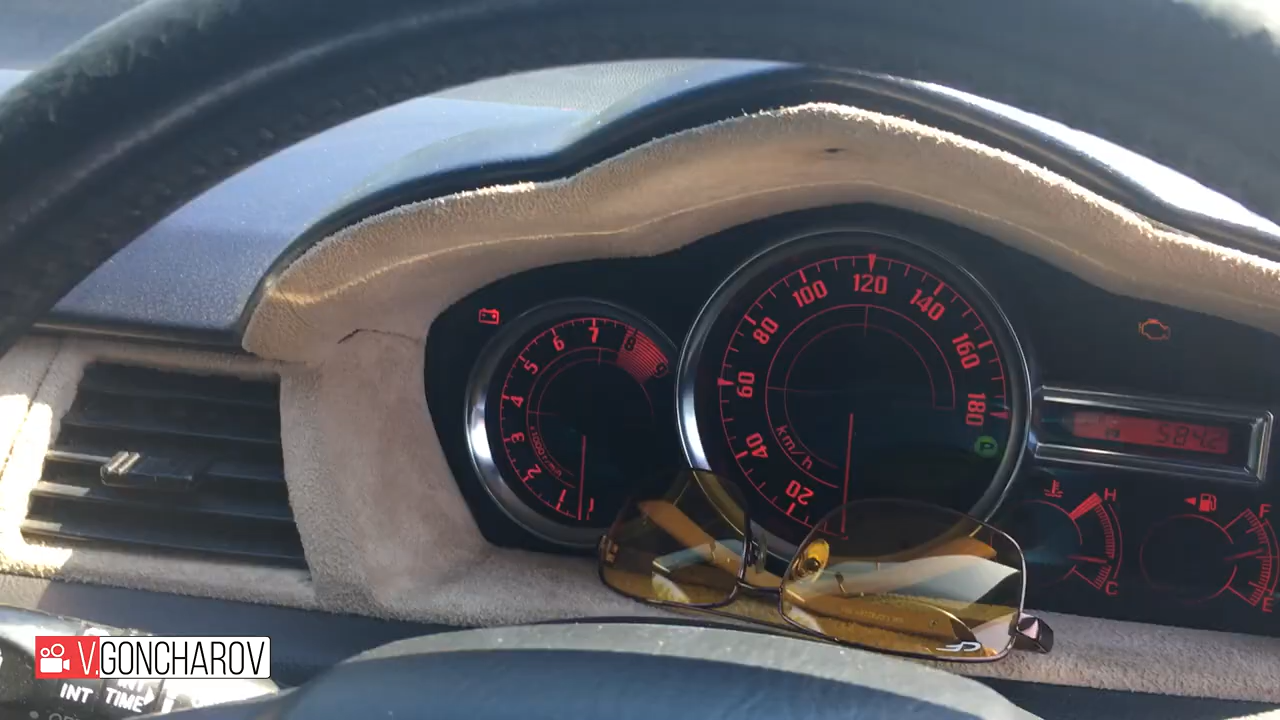 1 2 3 4 5 6 7 8 9
x1000r/min
20 40 60 80 100 120 140 160 180
km/h
P
5842
H
C
F
E
V.GONCHAROV
INT
INT TIME